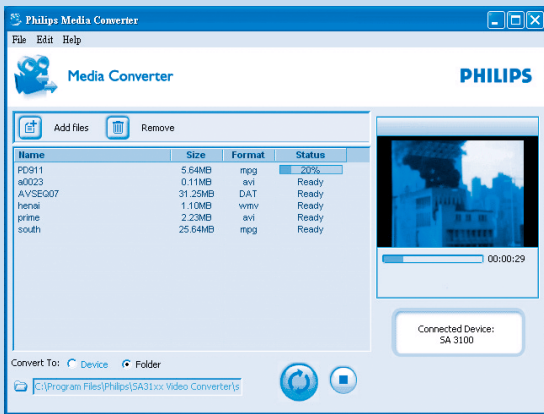 Philips Media Converter
File Edit Help
Media Converter
PHILIPS
Add files Remove
Name Size Format Status
PD911 5.64MB mpg 20%
a0023 0.11MB avi Ready
AVSEQ07 31.25MB DAT Ready
henai 1.10MB wmv Ready
prime 2.23MB avi Ready
south 25.64MB mpg Ready
00:00:29
Connected Device:
SA 3100
Convert To: Device Folder
C:\Program Files\Philips\SA31xx Video Converter\s